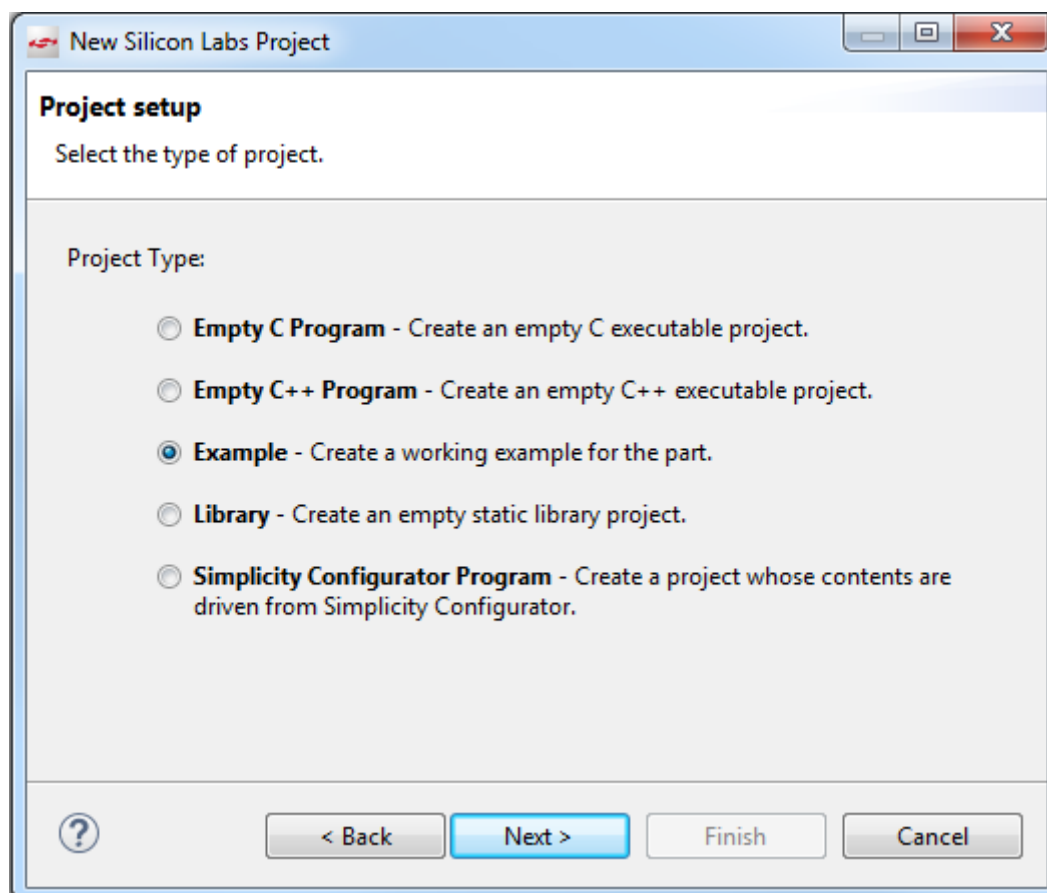 New Silicon Labs Project
Project setup
Select the type of project.
Project Type:
Empty C Program - Create an empty C executable project.
Empty C++ Program - Create an empty C++ executable project.
Example - Create a working example for the part.
Library - Create an empty static library project.
Simplicity Configurator Program - Create a project whose contents are
driven from Simplicity Configurator.
? < Back Next > Finish Cancel